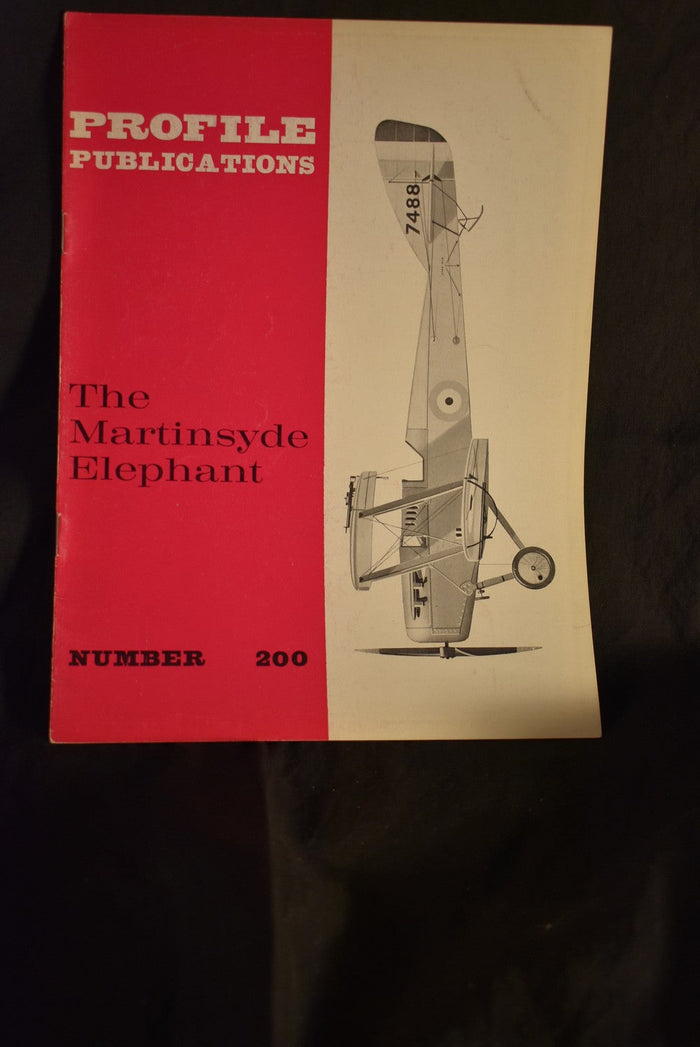 PROFILE
PUBLICATIONS
7488
The
Martinsyde
Elephant
NUMBER 200